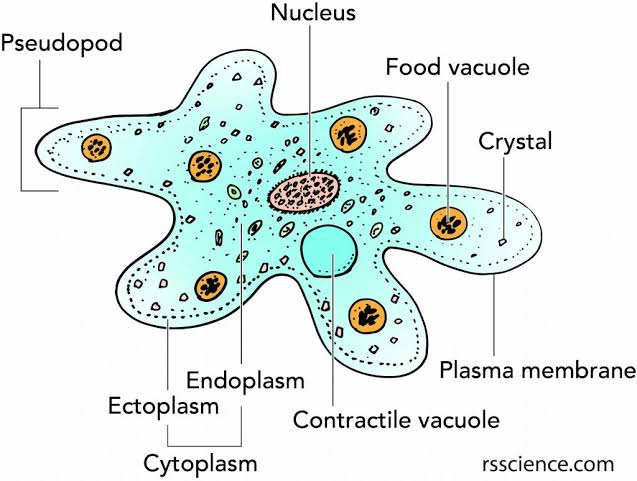 Nucleus
Pseudopod
Food vacuole
Crystal
Plasma membrane
Endoplasm
Ectoplasm
Contractile vacuole
Cytoplasm
rsscience.com